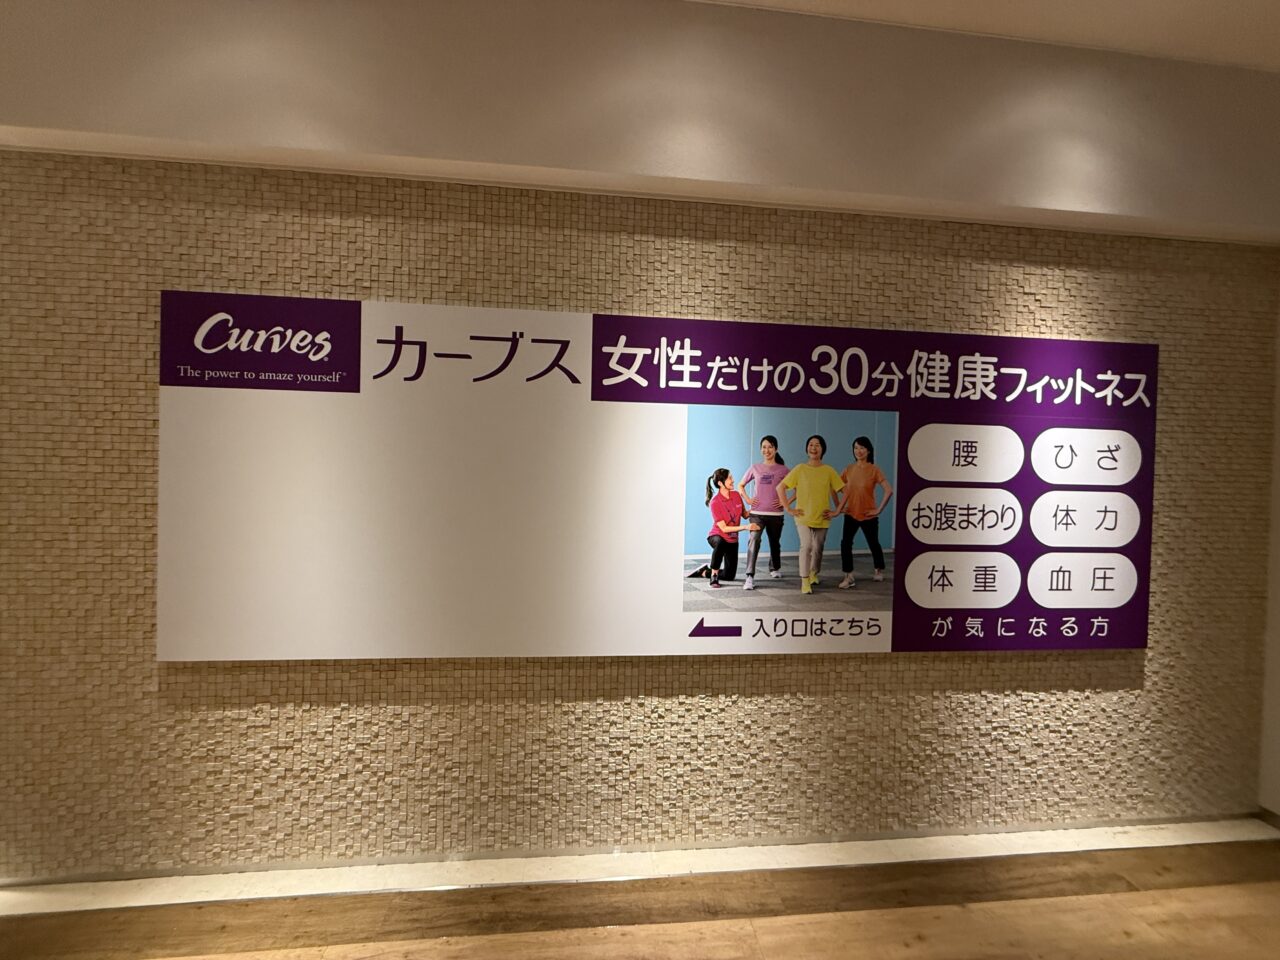 Curves
The power to amaze yourself
カーブス
女性だけの30分健康フィットネス
腰
ひざ
お腹まわり
体力
体重
血圧
が気になる方
入り口はこちら